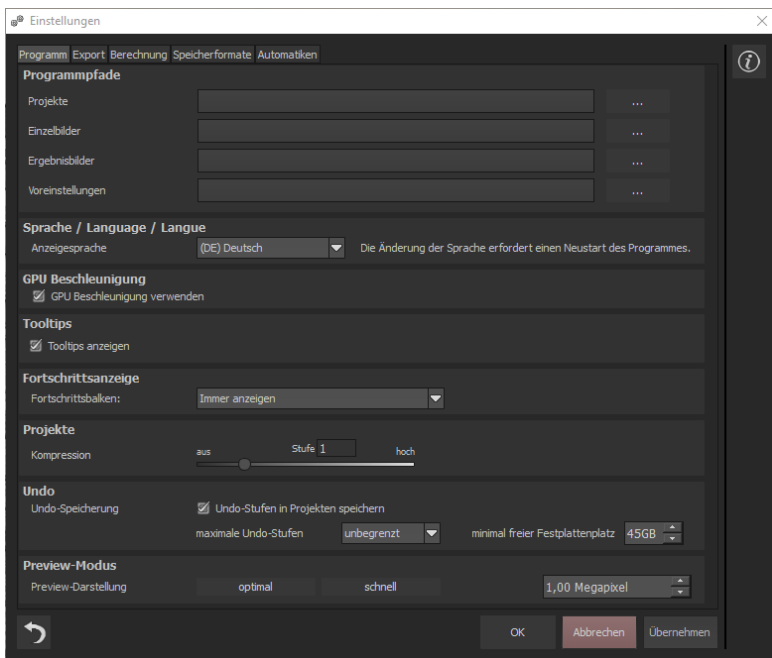 Einstellungen
Programm Export Berechnung Speicherformate Automatiken
Programmpfade
Projekte ...
Einzelbilder ...
Ergebnisbilder ...
Voreinstellungen ...
Sprache / Language / Langue
Anzeigesprache (DE) Deutsch Die Änderung der Sprache erfordert einen Neustart des Programmes.
GPU Beschleunigung
GPU Beschleunigung verwenden
Tooltips
Tooltips anzeigen
Fortschrittsanzeige
Fortschrittsbalken: Immer anzeigen
Projekte
Kompression aus Stufe 1 hoch
Undo
Undo-Speicherung Undo-Stufen in Projekten speichern
maximale Undo-Stufen unbegrenzt minimal freier Festplattenplatz 45GB
Preview-Modus
Preview-Darstellung optimal schnell 1,00 Megapixel
OK Abbrechen Übernehmen